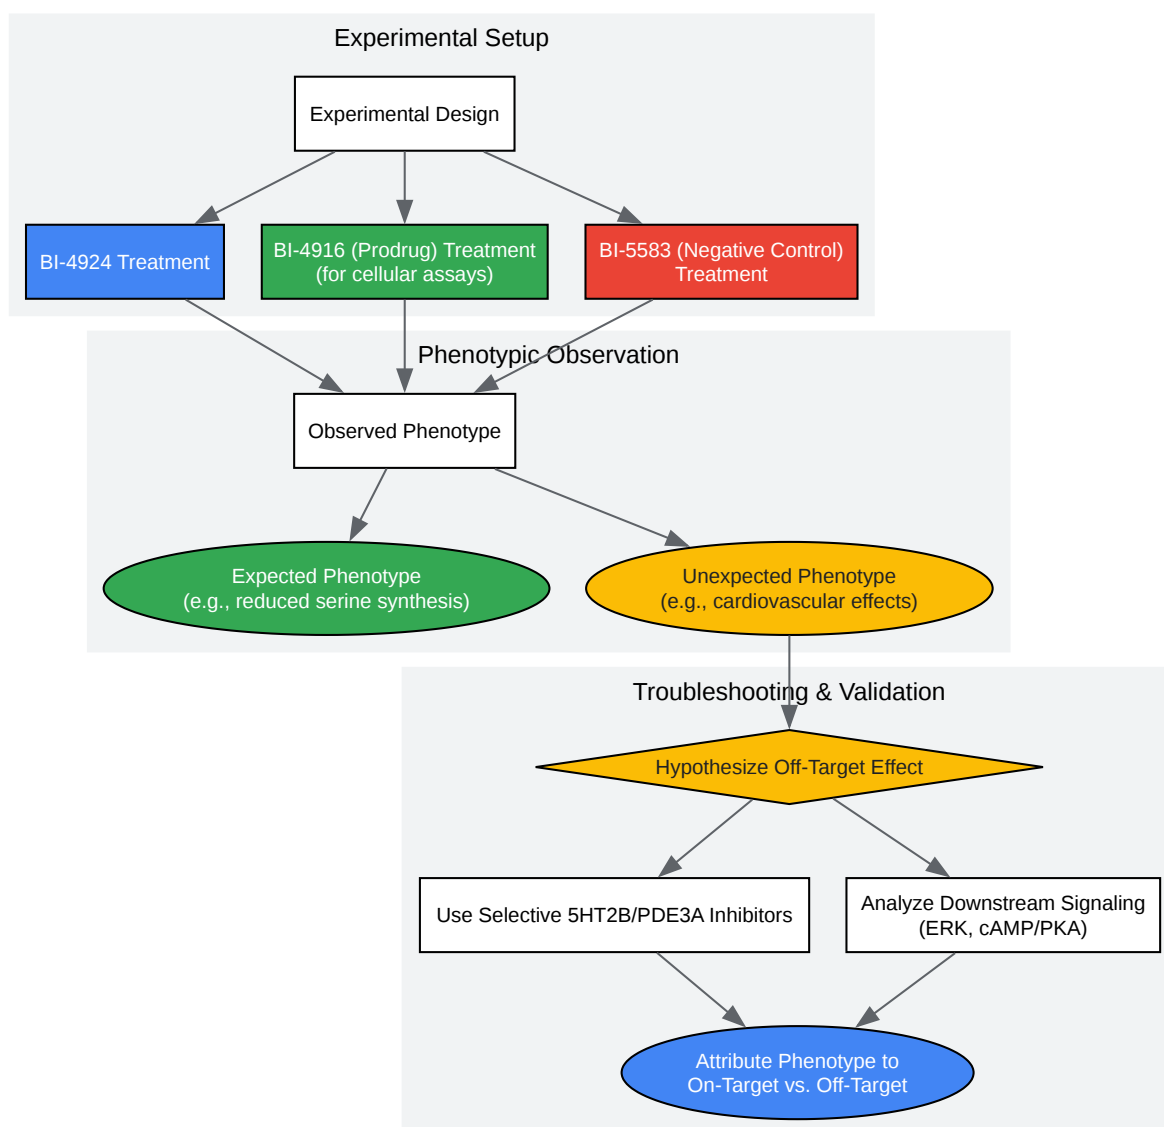 Experimental Setup
Experimental Design
BI-4924 Treatment
BI-4916 (Prodrug) Treatment
(for cellular assays)
BI-5583 (Negative Control)
Treatment
Phenotypic Observation
Observed Phenotype
Expected Phenotype
(e.g., reduced serine synthesis)
Unexpected Phenotype
(e.g., cardiovascular effects)
Troubleshooting & Validation
Hypothesize Off-Target Effect
Use Selective 5HT2B/PDE3A Inhibitors
Analyze Downstream Signaling
(ERK, cAMP/PKA)
Attribute Phenotype to
On-Target vs. Off-Target